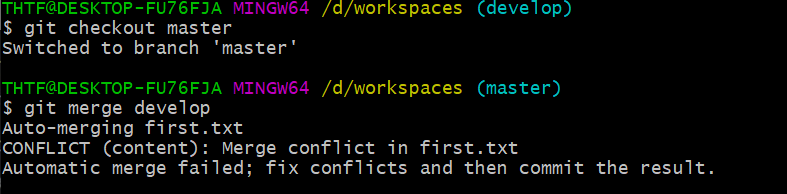 THTF@DESKTOP-FU76FJA MINGW64 /d/workspaces (develop)
$ git checkout master
Switched to branch 'master'
THTF@DESKTOP-FU76FJA MINGW64 /d/workspaces (master)
$ git merge develop
Auto-merging first.txt
CONFLICT (content): Merge conflict in first.txt
Automatic merge failed; fix conflicts and then commit the result.